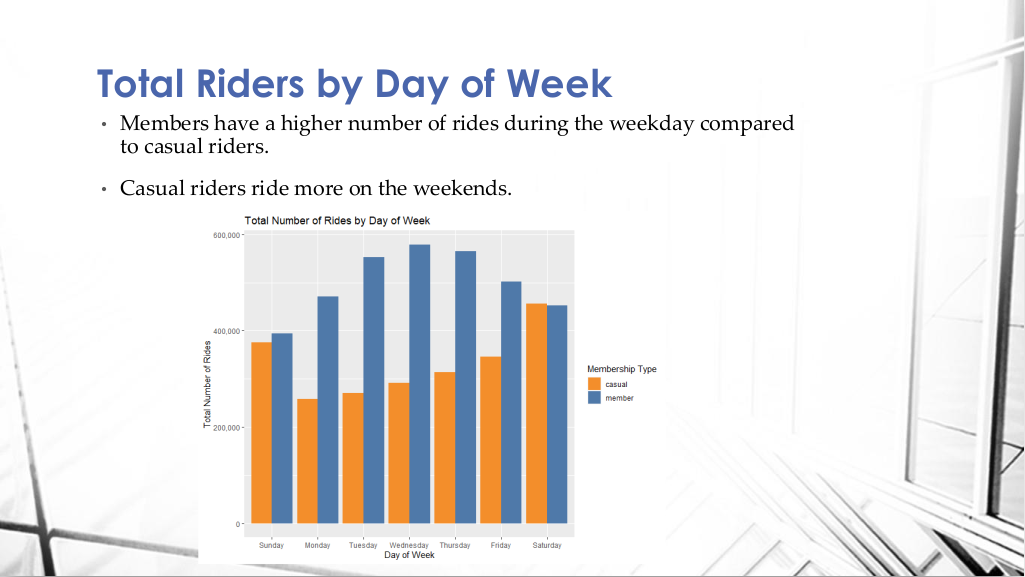 Total Riders by Day of Week
• Members have a higher number of rides during the weekday compared
to casual riders.
• Casual riders ride more on the weekends.
Total Number of Rides by Day of Week
600,000
400,000
200,000
0
Total Number of Rides
Sunday Monday Tuesday Wednesday Thursday Friday Saturday
Day of Week
Membership Type
casual
member